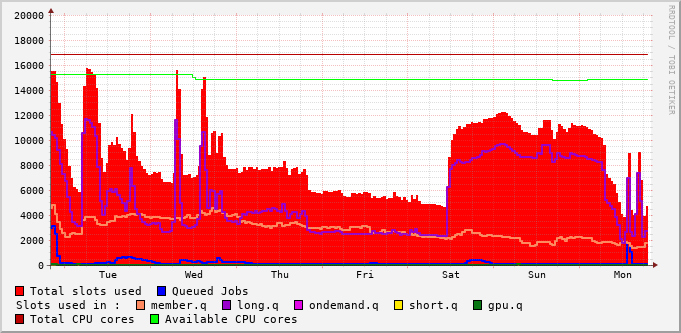 20000
18000
16000
14000
12000
10000
8000
6000
4000
2000
0
Tue Wed Thu Fri Sat Sun Mon
Total slots used Queued Jobs
Slots used in : member.q long.q ondemand.q short.q gpu.q
Total CPU cores Available CPU cores
RRDTOOL / TOBI OETIKER